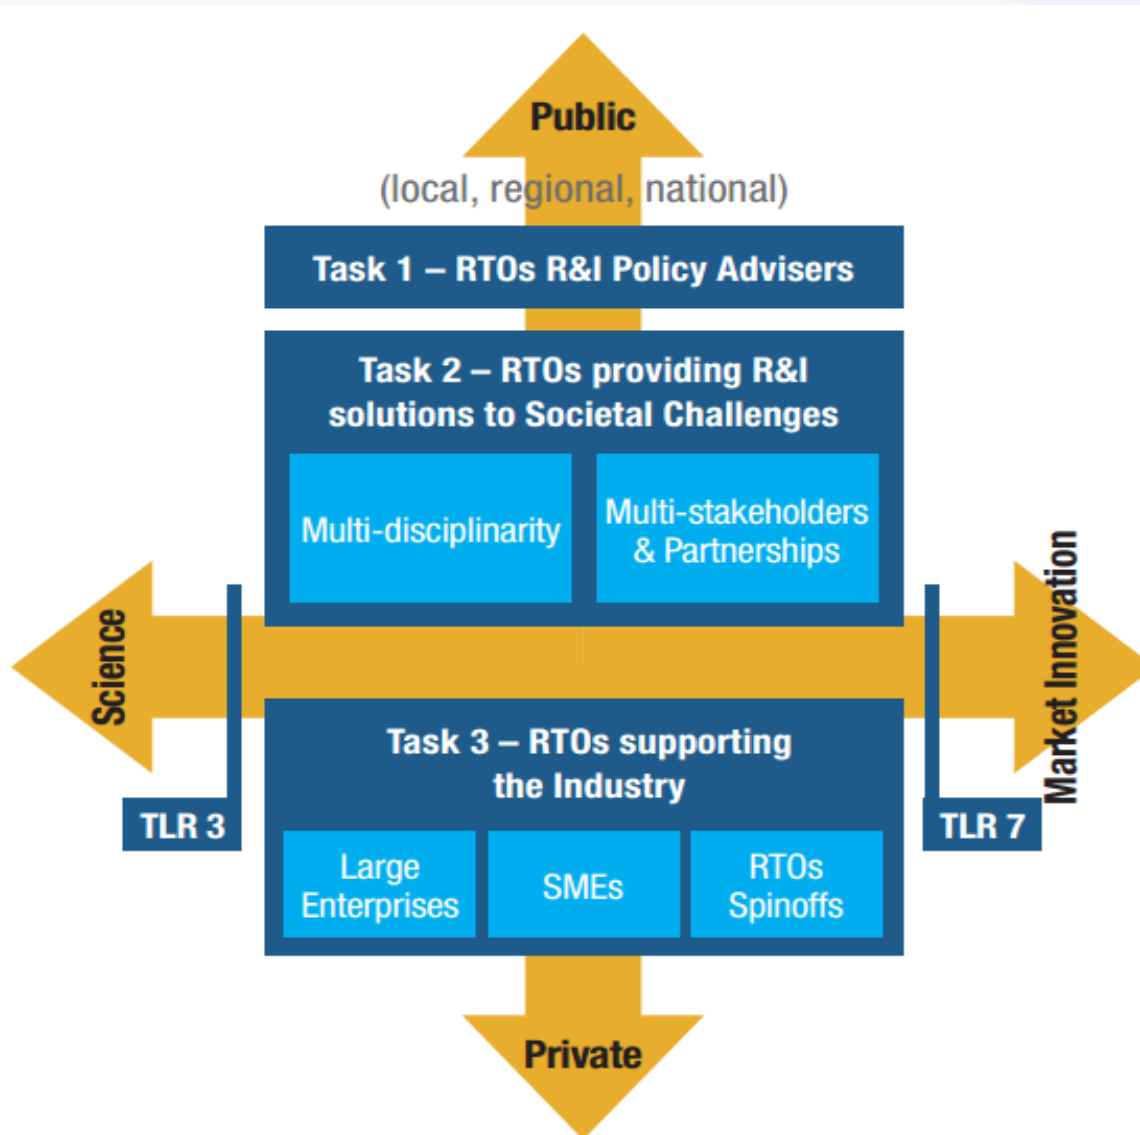 Public
(local, regional, national)
Task 1 – RTOs R&I Policy Advisers
Task 2 – RTOs providing R&I
solutions to Societal Challenges
Multi-disciplinarity
Multi-stakeholders
& Partnerships
Science
Market Innovation
Task 3 – RTOs supporting
the Industry
TLR 3
TLR 7
Large
Enterprises
SMEs
RTOs
Spinoffs
Private